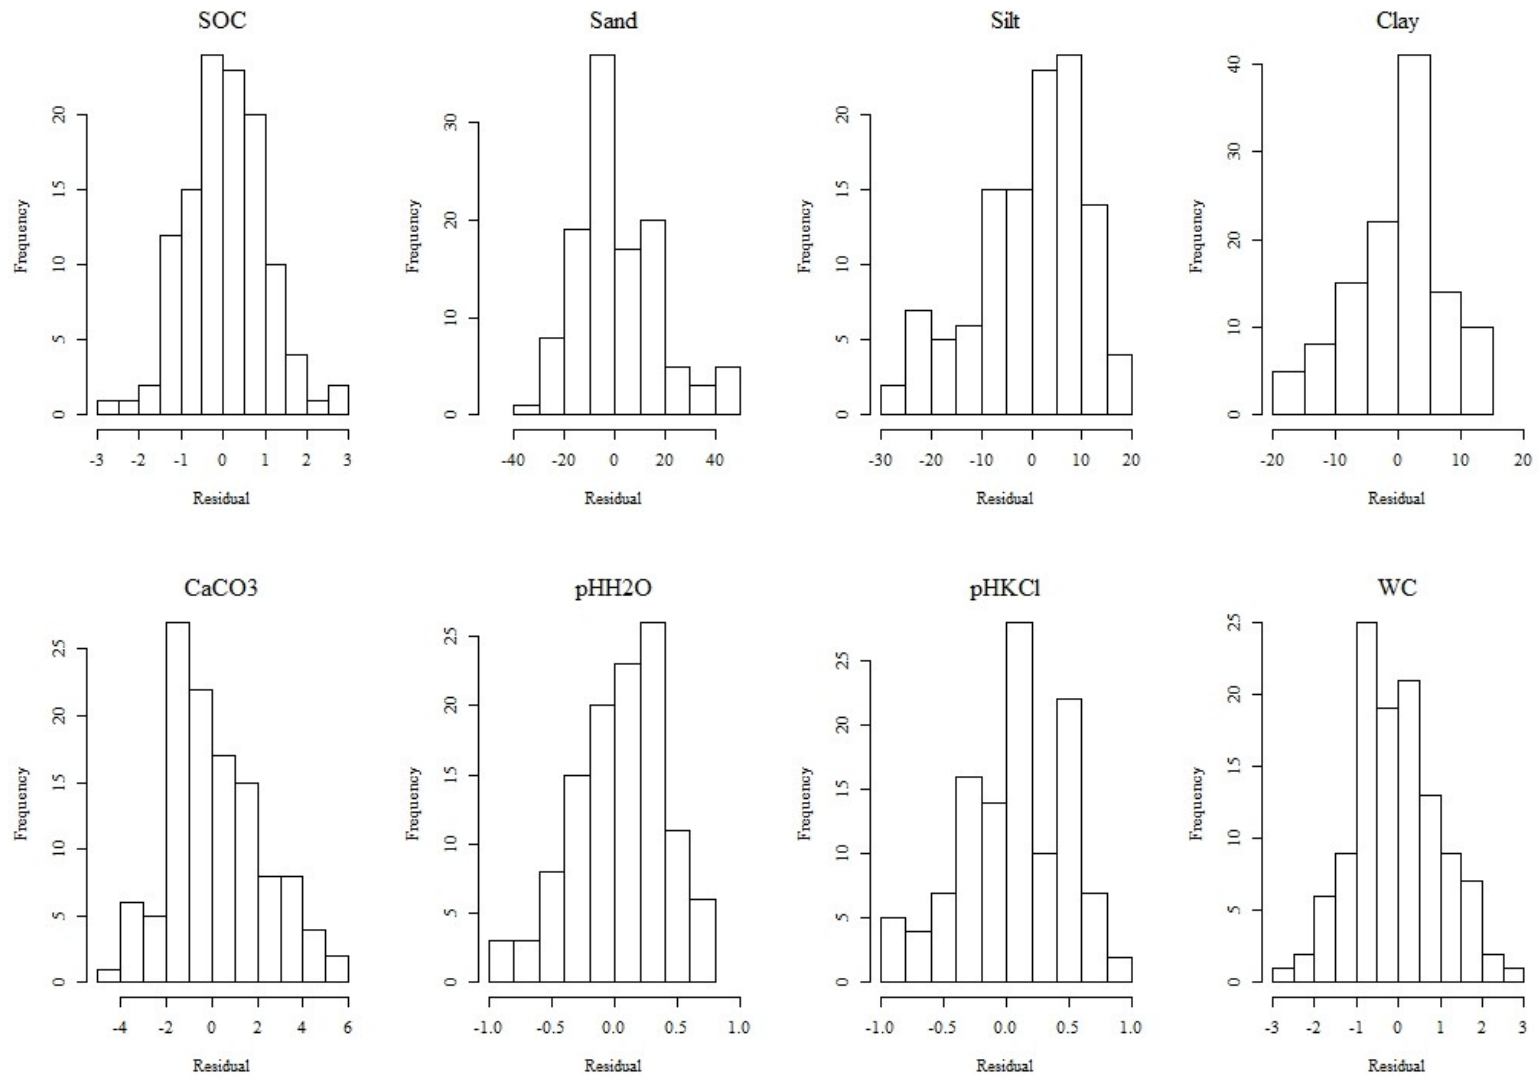 SOC
Sand
Silt
Clay
Frequency
0 5 10 15 20
-3 -2 -1 0 1 2 3
Residual
Frequency
0 10 20 30
-40 -20 0 20 40
Residual
Frequency
0 5 10 15 20
-30 -20 -10 0 10 20
Residual
Frequency
0 10 20 30 40
-20 -10 0 10 20
Residual
CaCO3
pHH2O
pHKCl
WC
Frequency
0 5 10 15 20 25
-4 -2 0 2 4 6
Residual
Frequency
0 5 10 15 20 25
-1.0 -0.5 0.0 0.5 1.0
Residual
Frequency
0 5 10 15 20 25
-1.0 -0.5 0.0 0.5 1.0
Residual
Frequency
0 5 10 15 20 25
-3 -2 -1 0 1 2 3
Residual